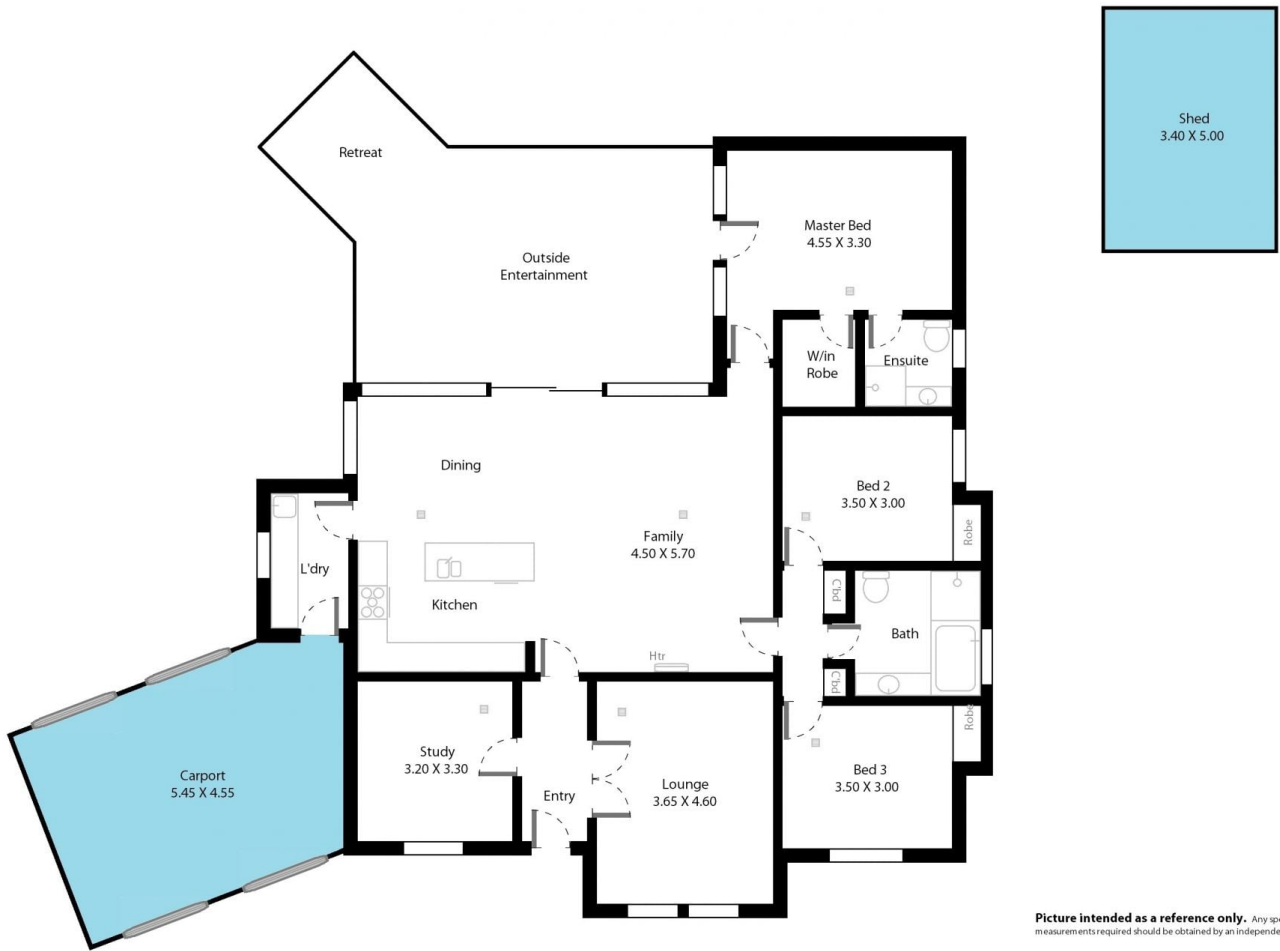 Shed
3.40 X 5.00
Retreat
Master Bed
4.55 X 3.30
Outside
Entertainment
W/in
Robe
Ensuite
Dining
Bed 2
3.50 X 3.00
Robe
Family
4.50 X 5.70
L'dry
C'bd
Kitchen
Bath
Htr
C'bd
Robe
Study
3.20 X 3.30
Carport
5.45 X 4.55
Bed 3
3.50 X 3.00
Lounge
3.65 X 4.60
Entry
Picture intended as a reference only. Any spe
measurements required should be obtained by an independe